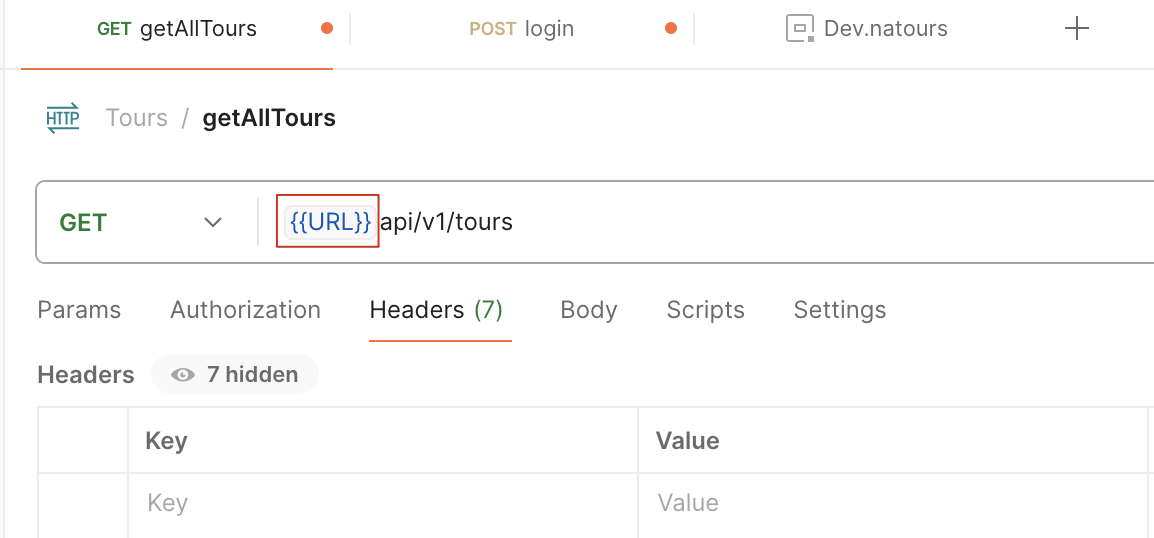 GET getAllTours POST login Dev.natours
HTTP Tours / getAllTours
GET {{URL}}api/v1/tours
Params Authorization Headers (7) Body Scripts Settings
Headers 7 hidden
Key Value
Key Value